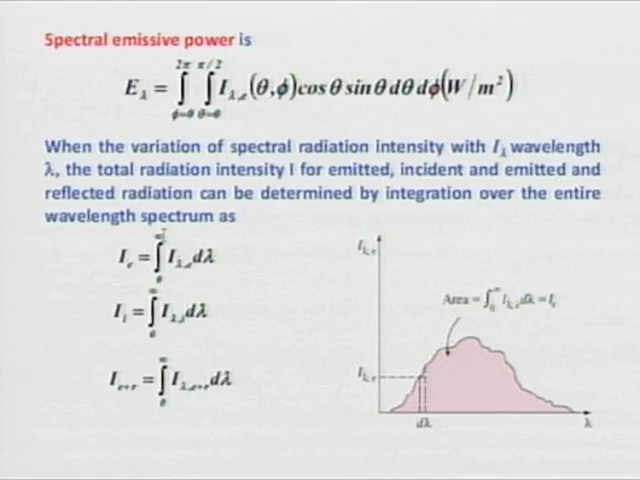 Spectral emissive power is
E_λ = ∫_{ϕ=0}^{2π} ∫_{θ=0}^{π/2} I_{λ,e}(θ,ϕ) cos θ sin θ dθ dϕ (W/m²)
When the variation of spectral radiation intensity with I_λ wavelength
λ, the total radiation intensity I for emitted, incident and emitted and
reflected radiation can be determined by integration over the entire
wavelength spectrum as
I_e = ∫_0^∞ I_{λ,e} dλ
I_i = ∫_0^∞ I_{λ,i} dλ
I_{e+r} = ∫_0^∞ I_{λ,e+r} dλ
I_{λ,e}
Area = ∫_0^∞ I_{λ,e} dλ = I_e
I_{λ,e}
dλ
λ